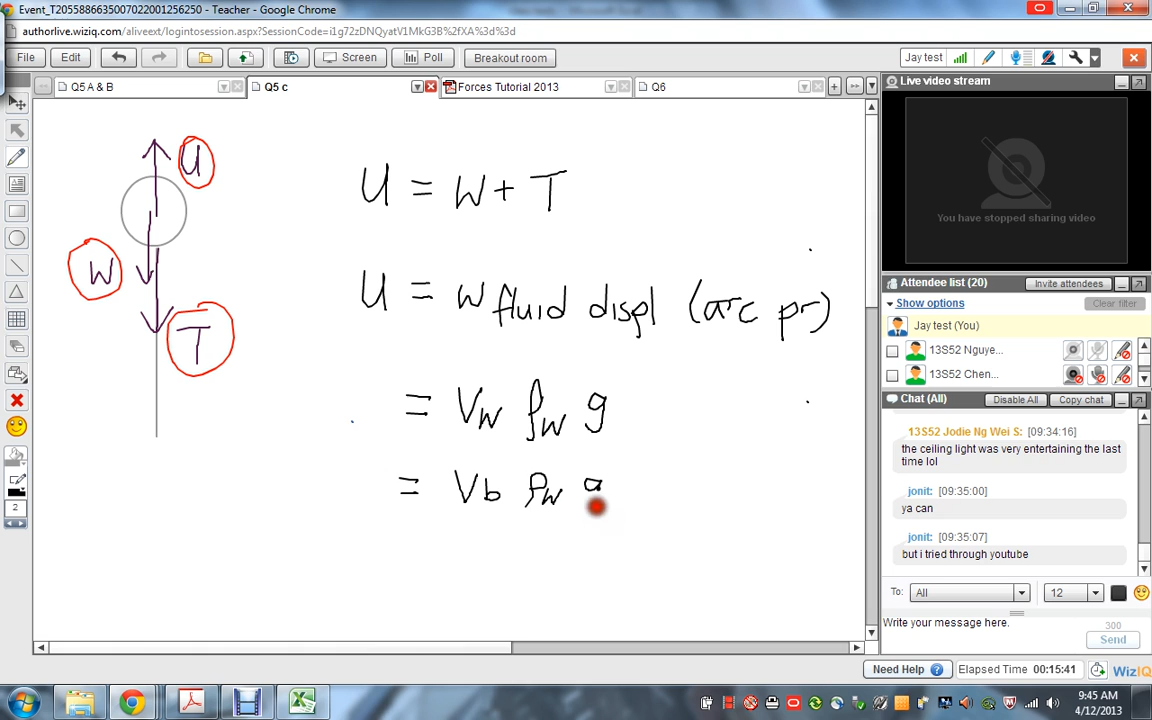 Event_T20558866350070220012562​50 - Teacher - Google Chrome
authorlive.wiziq.com/aliveext/logintosession.aspx?SessionCode=i1g72zDNQyatV1MkG3B%2fXA%3d%3d
File Edit Screen Poll Breakout room Jay test
Q5 A & B Q5 c Forces Tutorial 2013 Q6
Live video stream
You have stopped sharing video
U
W
T
U = W + T
U = W fluid displ (arc pr)
= Vw ρw g
= Vb ρw g
2
Attendee list (20) Invite attendees
Show options Clear filter
Jay test (You)
13S52 Nguye...
13S52 Chen...
Chat (All) Disable All Copy chat
13S52 Jodie Ng Wei S: [09:34:16]
the ceiling light was very entertaining the last
time lol
jonit: [09:35:00]
ya can
jonit: [09:35:07]
but i tried through youtube
To: All 12
Write your message here.
300
Send
Need Help ? Elapsed Time 00:15:41 WizIQ
9:45 AM
4/12/2013